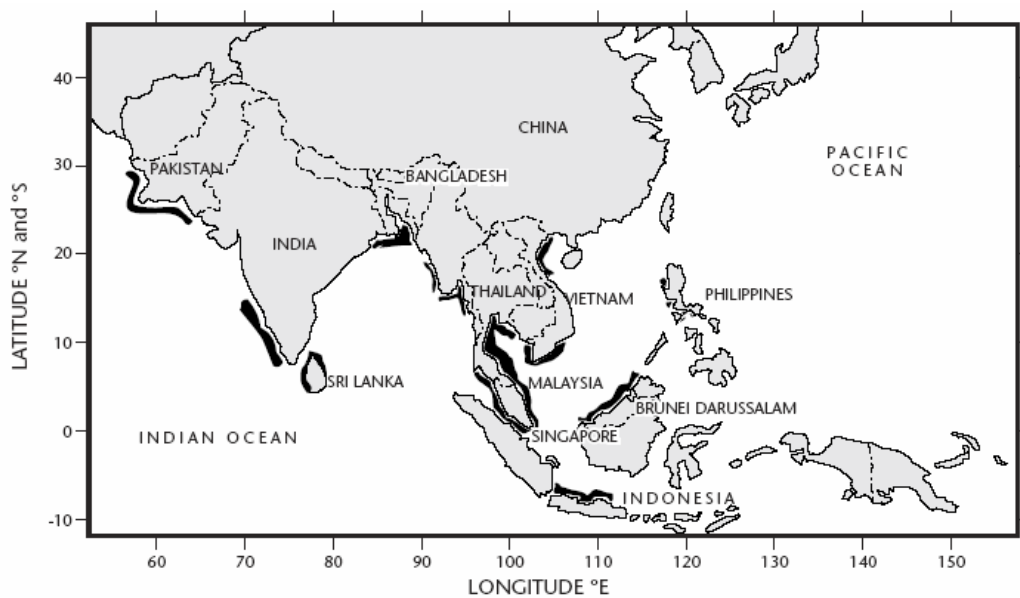 40
30
20
10
0
-10
LATITUDE °N and °S
CHINA
PACIFIC
OCEAN
PAKISTAN
BANGLADESH
INDIA
THAILAND
VIETNAM
PHILIPPINES
SRI LANKA
MALAYSIA
BRUNEI DARUSSALAM
INDIAN OCEAN
SINGAPORE
INDONESIA
60 70 80 90 100 110 120 130 140 150
LONGITUDE °E